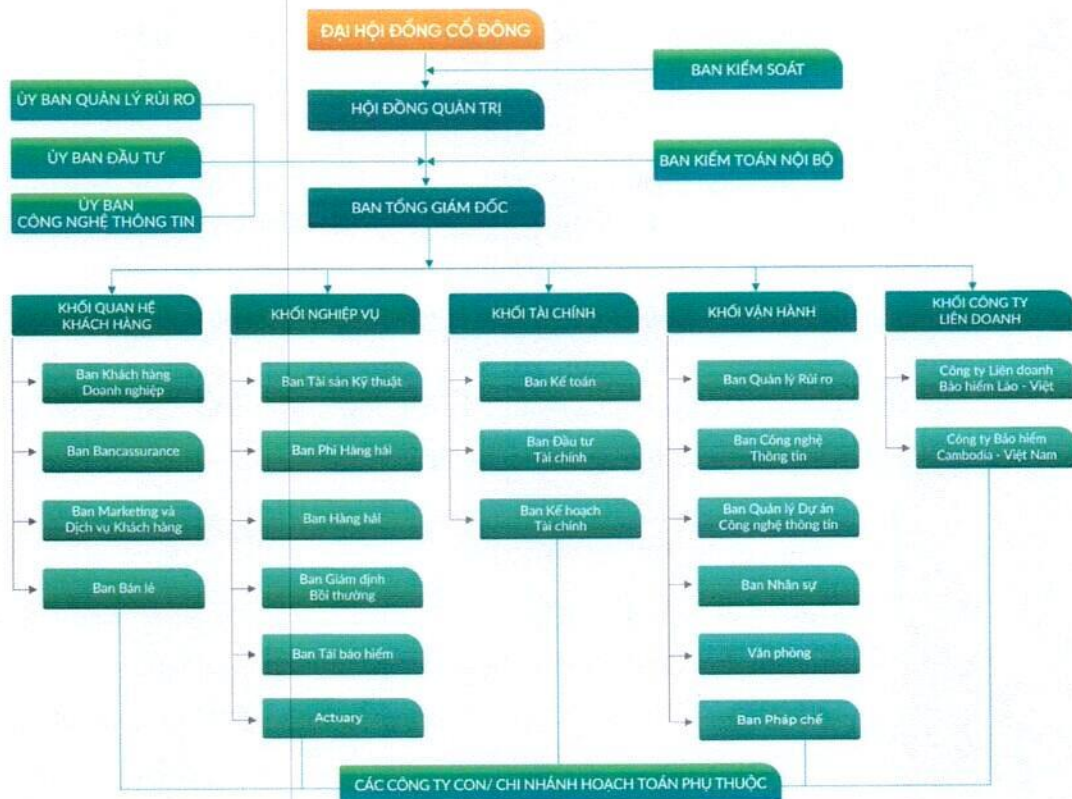 ĐẠI HỘI ĐỒNG CỔ ĐÔNG
BAN KIỂM SOÁT
ỦY BAN QUẢN LÝ RỦI RO
HỘI ĐỒNG QUẢN TRỊ
ỦY BAN ĐẦU TƯ
BAN KIỂM TOÁN NỘI BỘ
ỦY BAN
CÔNG NGHỆ THÔNG TIN
BAN TỔNG GIÁM ĐỐC
KHỐI QUAN HỆ
KHÁCH HÀNG
Ban Khách hàng
Doanh nghiệp
Ban Bancassurance
Ban Marketing và
Dịch vụ Khách hàng
Ban Bán lẻ
KHỐI NGHIỆP VỤ
Ban Tài sản Kỹ thuật
Ban Phi Hàng hải
Ban Hàng hải
Ban Giám định
Bồi thường
Ban Tái bảo hiểm
Actuary
KHỐI TÀI CHÍNH
Ban Kế toán
Ban Đầu tư
Tài chính
Ban Kế hoạch
Tài chính
KHỐI VẬN HÀNH
Ban Quản lý Rủi ro
Ban Công nghệ
Thông tin
Ban Quản lý Dự án
Công nghệ thông tin
Ban Nhân sự
Văn phòng
Ban Pháp chế
KHỐI CÔNG TY
LIÊN DOANH
Công ty Liên doanh
Bảo hiểm Lào - Việt
Công ty Bảo hiểm
Cambodia - Việt Nam
CÁC CÔNG TY CON/ CHI NHÁNH HOẠCH TOÁN PHỤ THUỘC